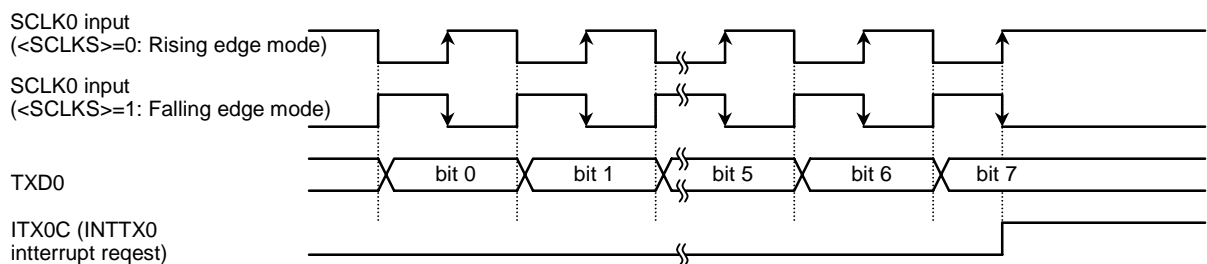 SCLK0 input
(<SCLKS>=0: Rising edge mode)
SCLK0 input
(<SCLKS>=1: Falling edge mode)
TXD0
bit 0
bit 1
bit 5
bit 6
bit 7
ITX0C (INTTX0
intterrupt reqest)